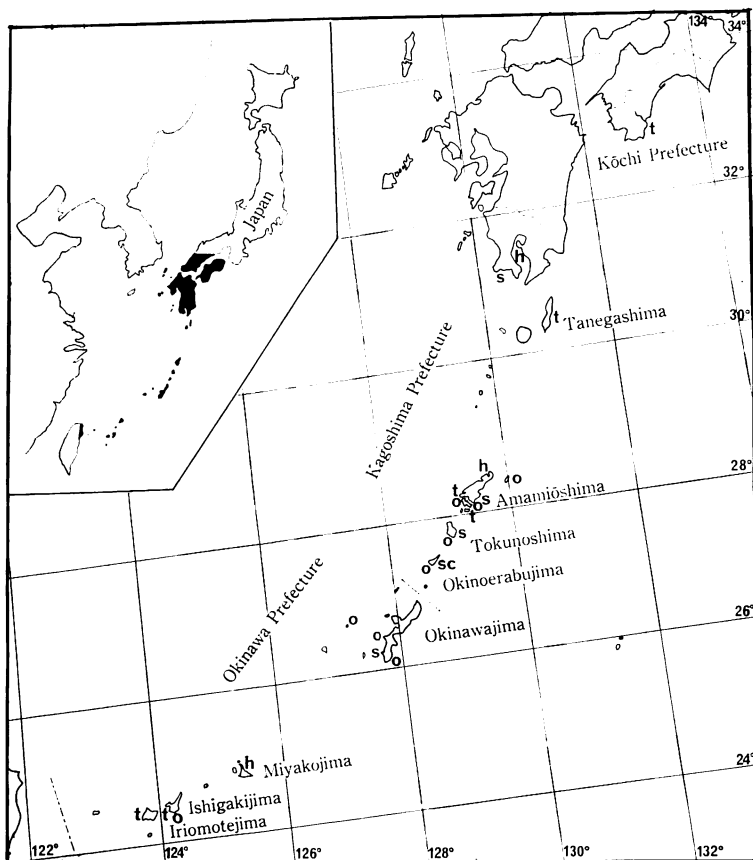 134° 34°
t
Kōchi Prefecture
Japan
32°
h
s
t Tanegashima
30°
Kagoshima Prefecture
h
28°
t o
o s
o Amamiōshima
t
s
o Tokunoshima
sc
o
Okinoerabujima
Okinawa Prefecture
26°
o
o Okinawajima
s
o
h
Miyakojima
24°
Ishigakijima
t t o
Iriomotejima
122° 124° 126° 128° 130° 132°